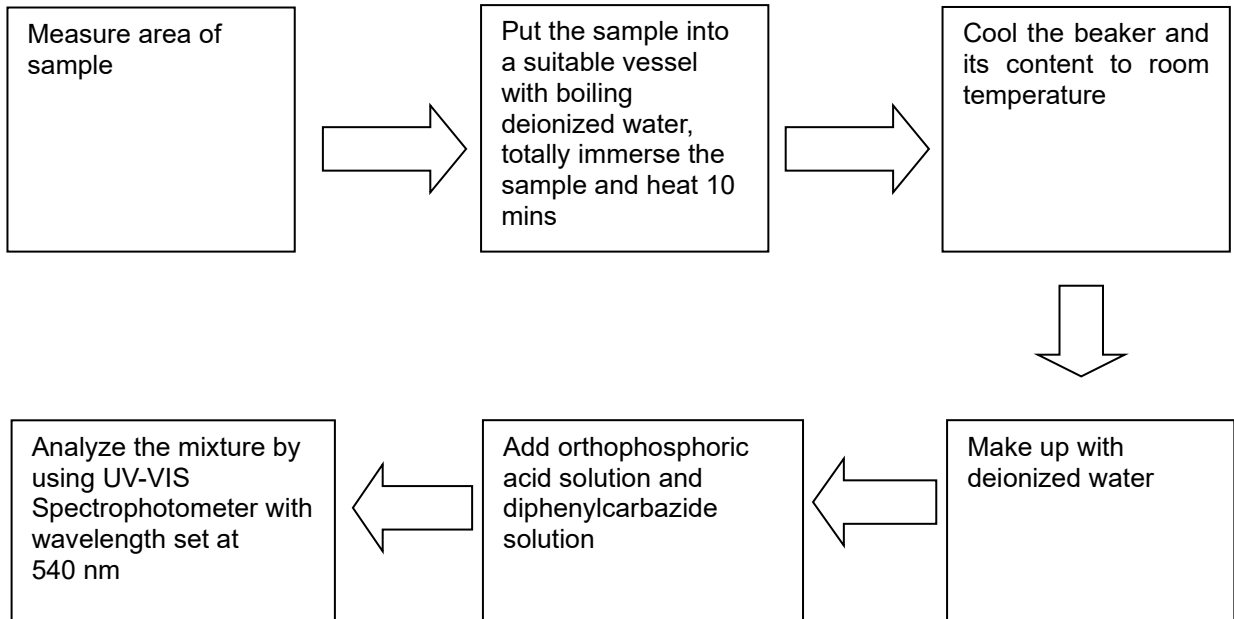 Measure area of
sample
Put the sample into
a suitable vessel
with boiling
deionized water,
totally immerse the
sample and heat 10
mins
Cool the beaker and
its content to room
temperature
Make up with
deionized water
Add orthophosphoric
acid solution and
diphenylcarbazide
solution
Analyze the mixture by
using UV-VIS
Spectrophotometer with
wavelength set at
540 nm